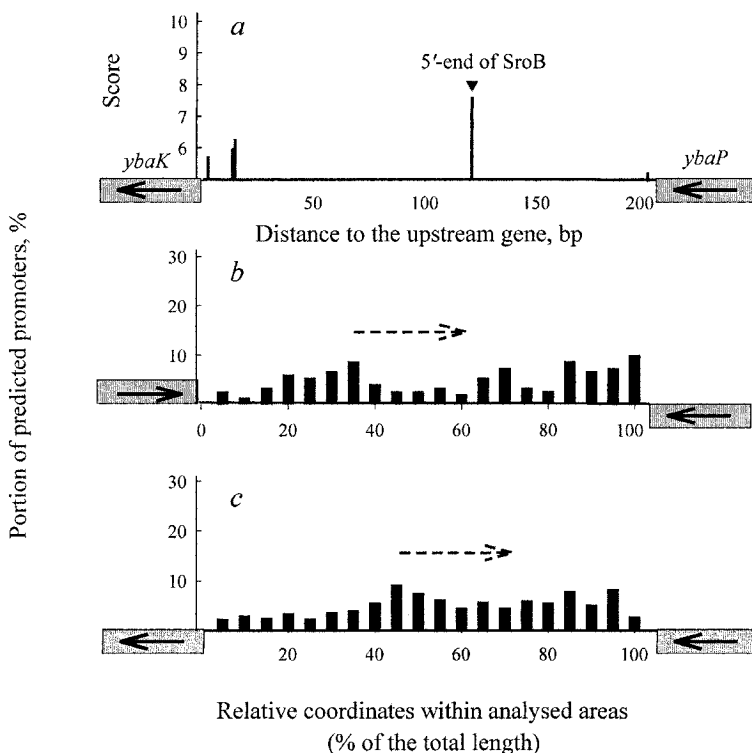 a
10
9
8
7
6
Score
5′-end of SroB
ybaK
ybaP
50
100
150
200
Distance to the upstream gene, bp
Portion of predicted promoters, %
b
30
20
10
0
20
40
60
80
100
c
30
20
10
20
40
60
80
100
Relative coordinates within analysed areas
(% of the total length)